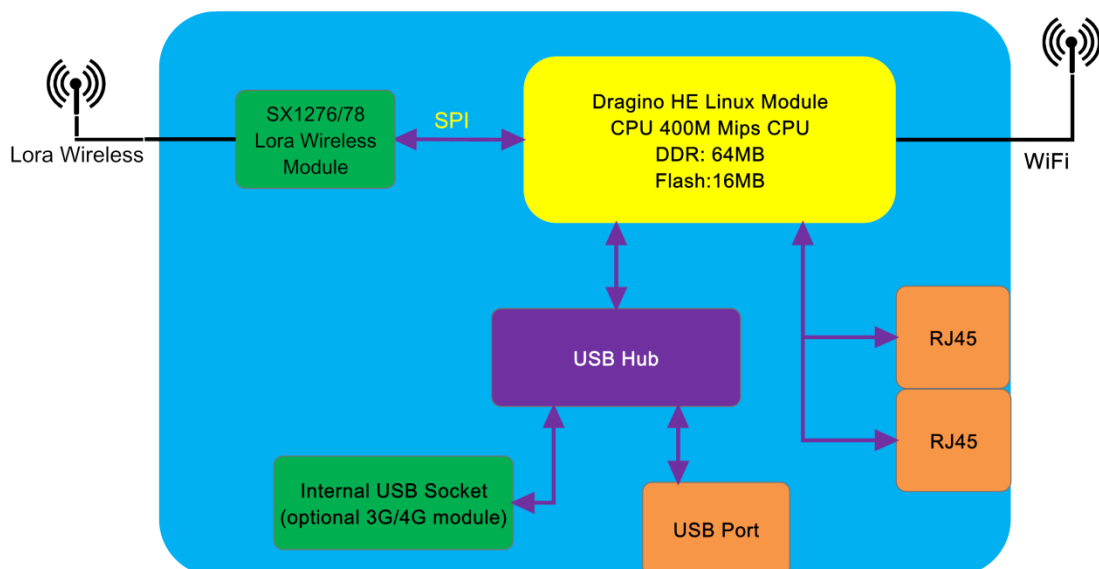 SX1276/78
Lora Wireless
Module
SPI
Dragino HE Linux Module
CPU 400M Mips CPU
DDR: 64MB
Flash:16MB
Lora Wireless
WiFi
USB Hub
RJ45
RJ45
Internal USB Socket
(optional 3G/4G module)
USB Port